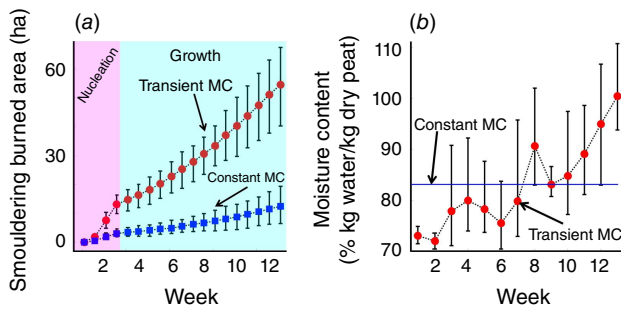 (a)
Smouldering burned area (ha)
60
30
0
Nucleation
Growth
Transient MC
Constant MC
2
4
6
8
10
12
Week
(b)
Moisture content
(% kg water/kg dry peat)
110
100
90
80
70
Constant MC
Transient MC
2
4
6
8
10
12
Week